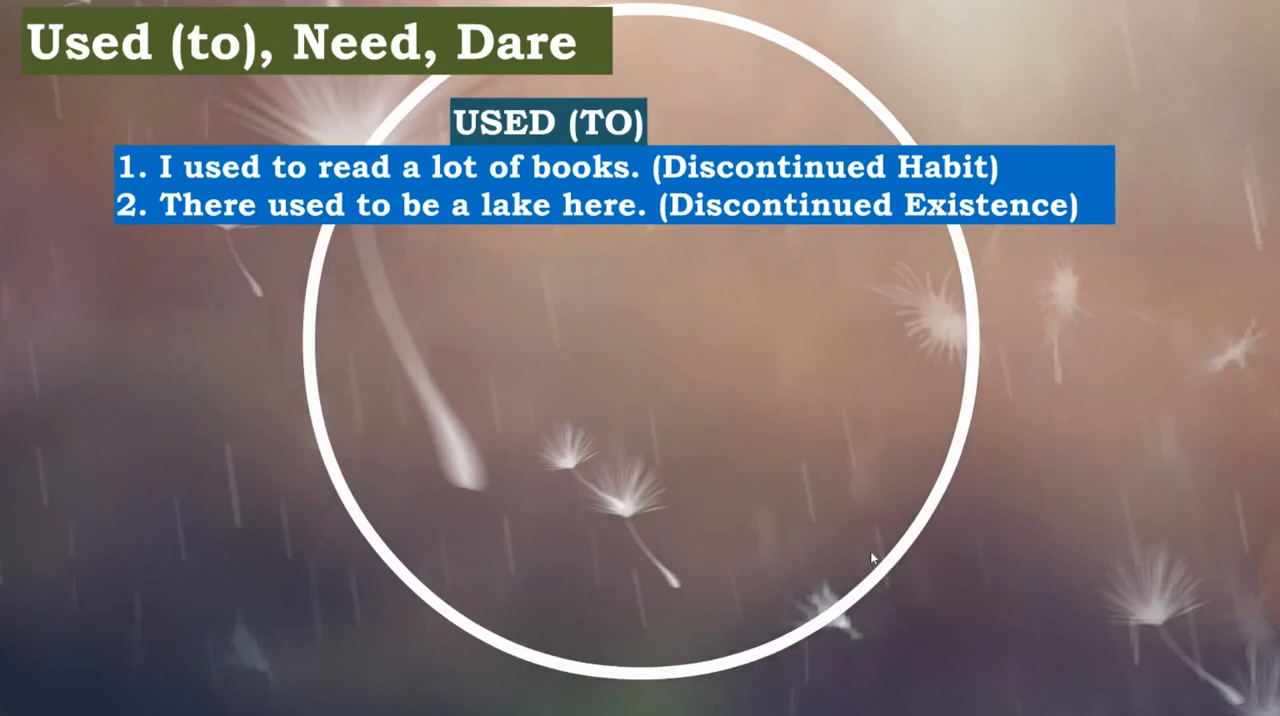 Used (to), Need, Dare
USED (TO)
1. I used to read a lot of books. (Discontinued Habit)
2. There used to be a lake here. (Discontinued Existence)